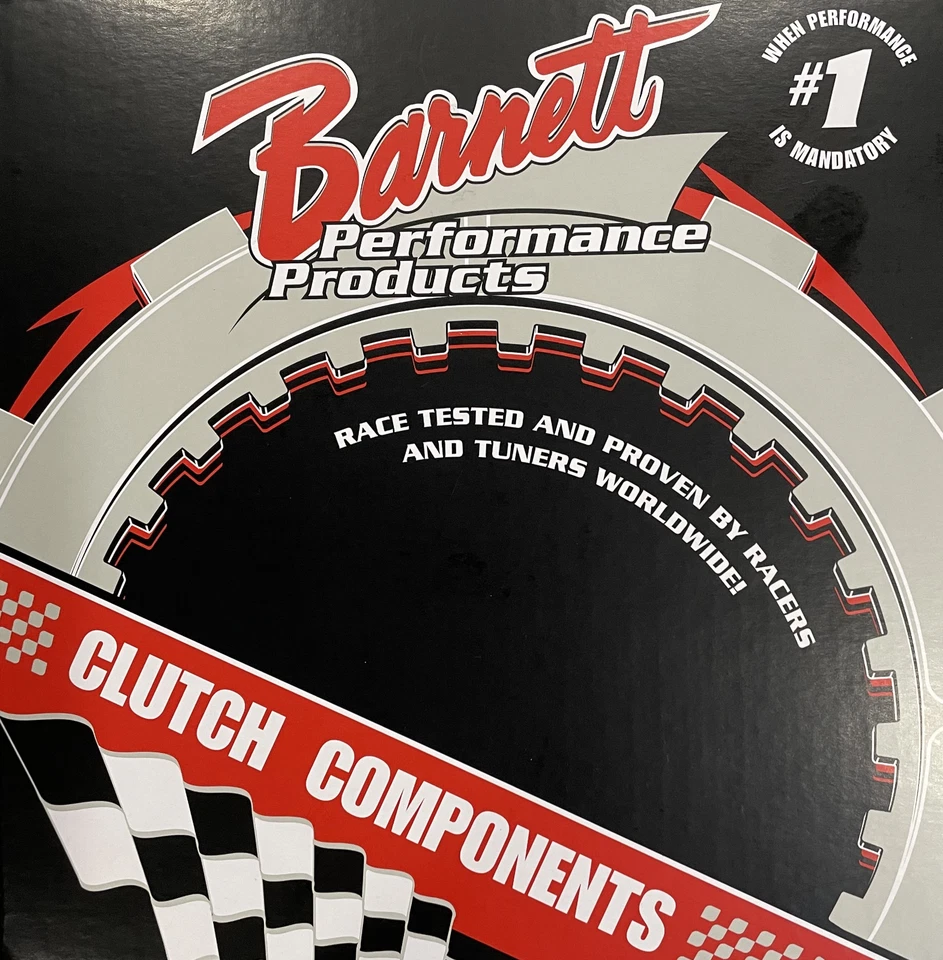 Barnett
Performance
Products
WHEN PERFORMANCE
#1
IS MANDATORY
RACE TESTED AND PROVEN BY RACERS
AND TUNERS WORLDWIDE!
CLUTCH COMPONENTS